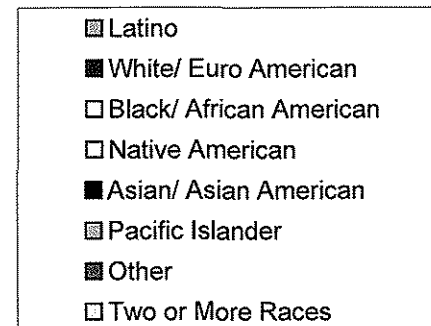 Latino
White/ Euro American
Black/ African American
Native American
Asian/ Asian American
Pacific Islander
Other
Two or More Races